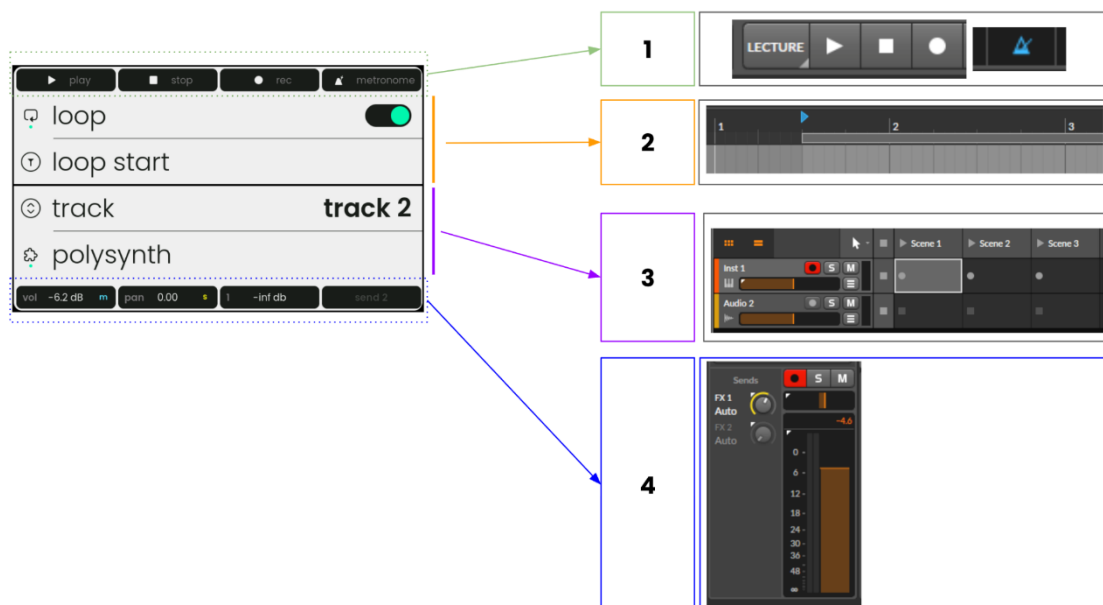 play stop rec metronome
loop
loop start
track track 2
polysynth
vol -6.2 dB m pan 0.00 s 1 -inf db send 2
1
LECTURE
2
1 2 3
3
Scene 1 Scene 2 Scene 3
Inst 1 S M
Audio 2 S M
4
Sends S M
FX 1
Auto
-4.6
FX 2
Auto
0 -
6 -
12 -
18 -
24 -
30 -
36 -
48 -
∞